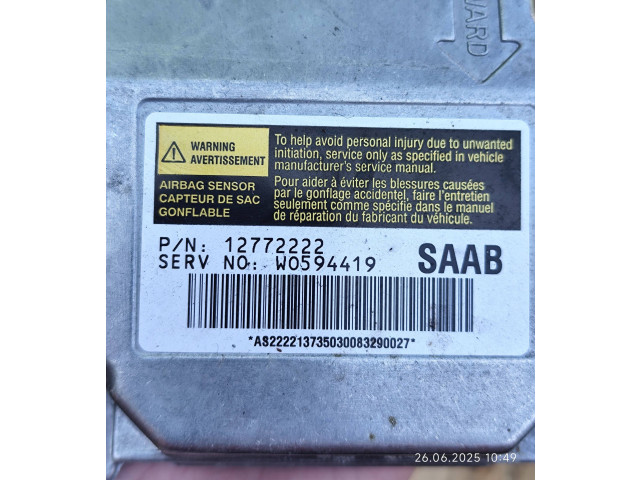 WARD
WARNING
AVERTISSEMENT
AIRBAG SENSOR
CAPTEUR DE SAC
GONFLABLE
To help avoid personal injury due to unwanted
initiation, service only as specified in vehicle
manufacturer's service manual.
Pour aider à éviter les blessures causées
par le gonflage accidentel, faire l'entretien
seulement comme spécifié dans le manuel
de réparation du fabricant du véhicule.
P/N: 12772222
SERV NO: W0594419
SAAB
*AS222213735030083290027*
26.06.2025 10:49